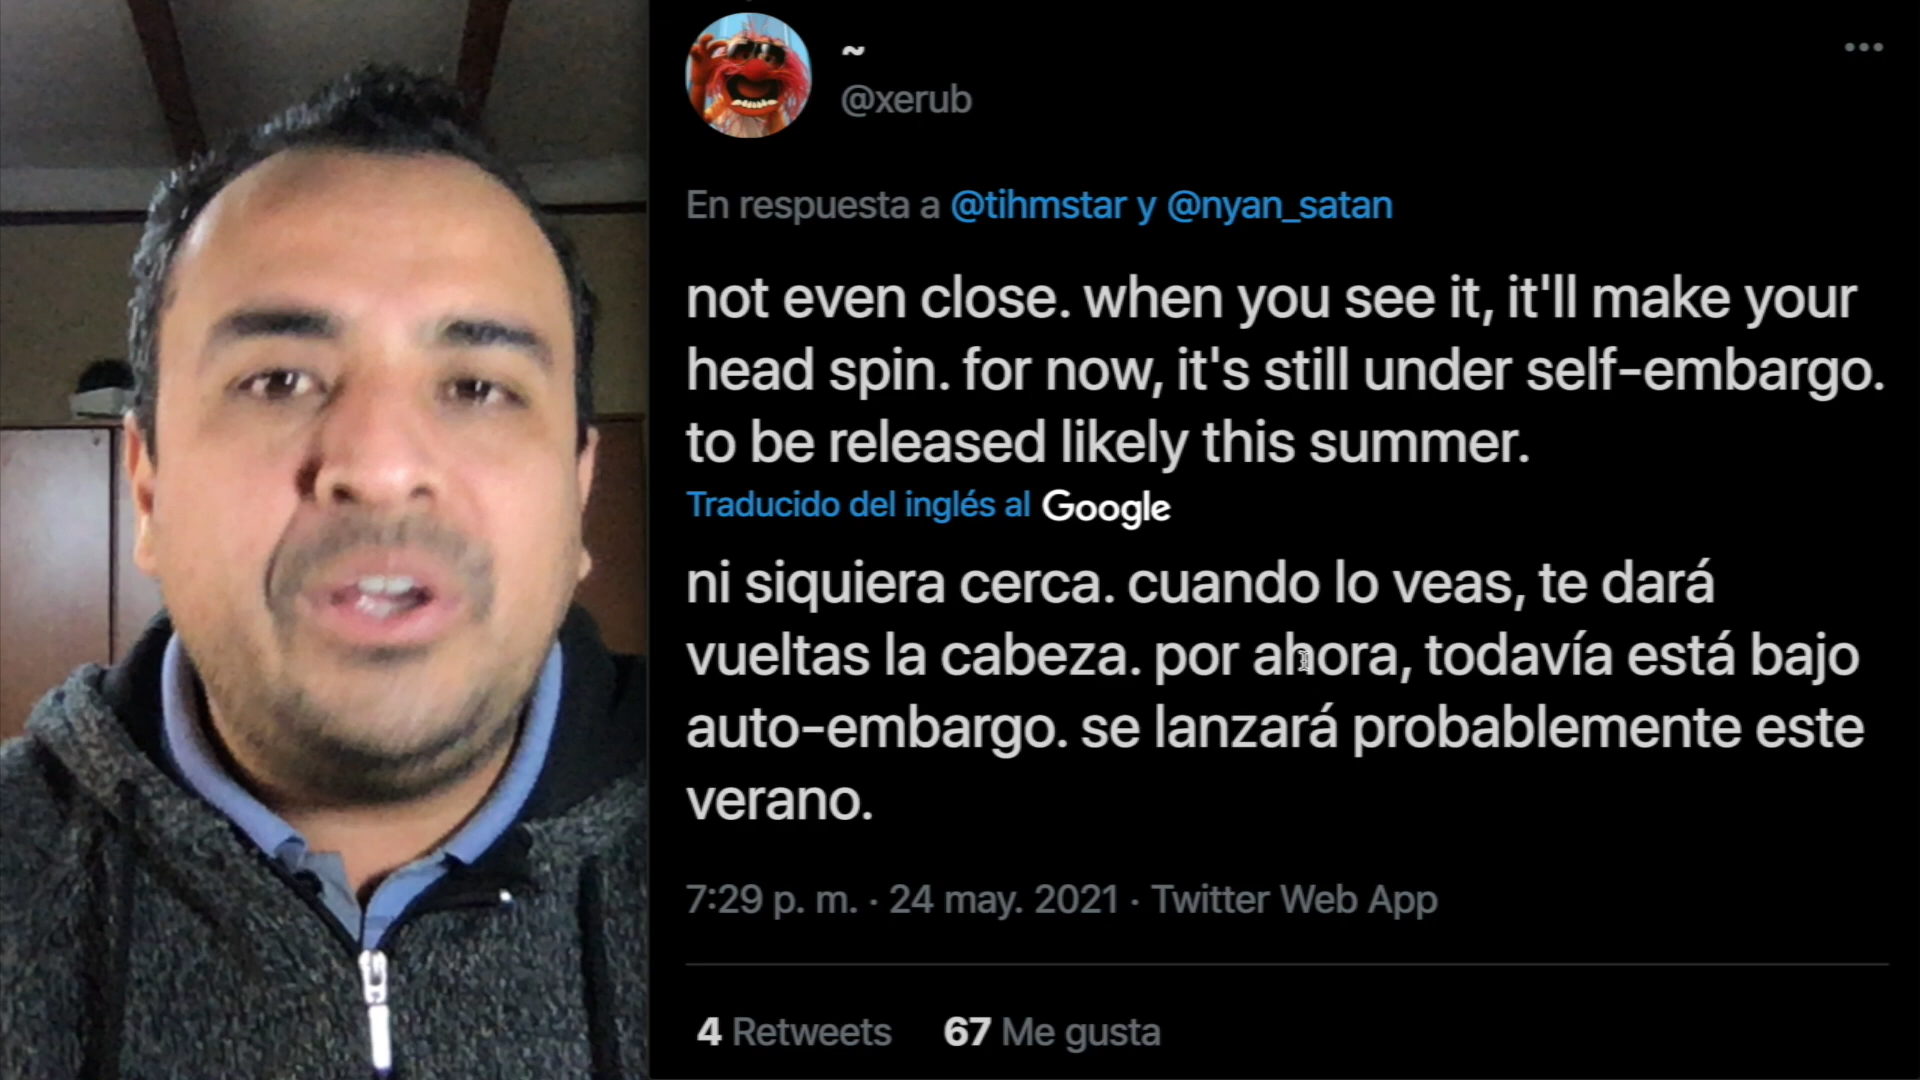 ~
@xerub
En respuesta a @tihmstar y @nyan_satan
not even close. when you see it, it'll make your
head spin. for now, it's still under self-embargo.
to be released likely this summer.
Traducido del inglés al Google
ni siquiera cerca. cuando lo veas, te dará
vueltas la cabeza. por ahora, todavía está bajo
auto-embargo. se lanzará probablemente este
verano.
7:29 p. m. · 24 may. 2021 · Twitter Web App
4 Retweets 67 Me gusta